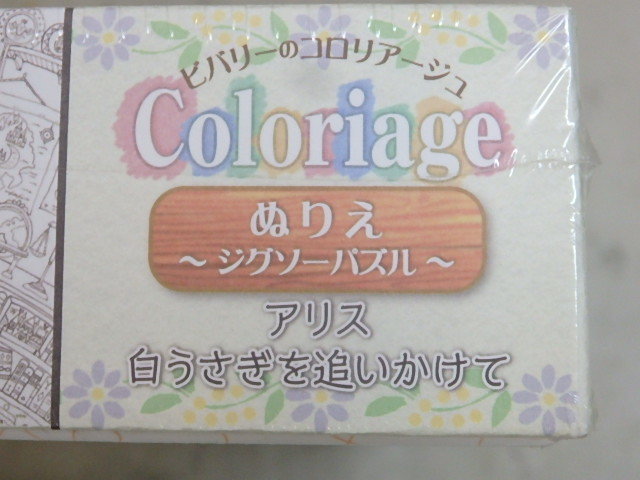 ビバリーのコロリアージュ
Coloriage
ぬりえ
～ジグソーパズル～
アリス
白うさぎを追いかけて